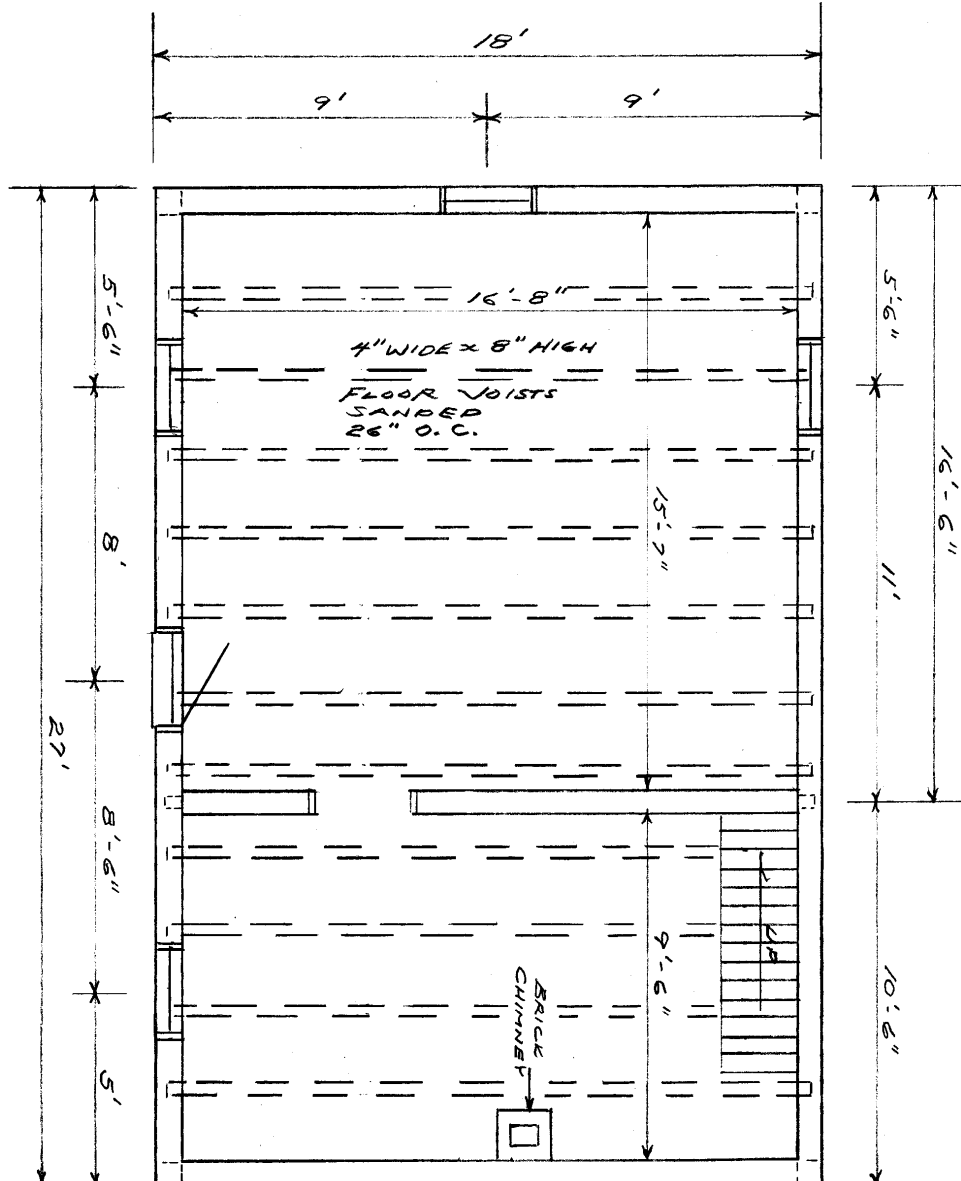 18'
9'
9'
5'-6"
5'-6"
16'-8"
4" WIDE x 8" HIGH
FLOOR JOISTS
SANDED
26" O.C.
16'-6"
15'-7"
8'
11'
27'
8'-6"
UP
9'-6"
BRICK
CHIMNEY
10'-6"
5'